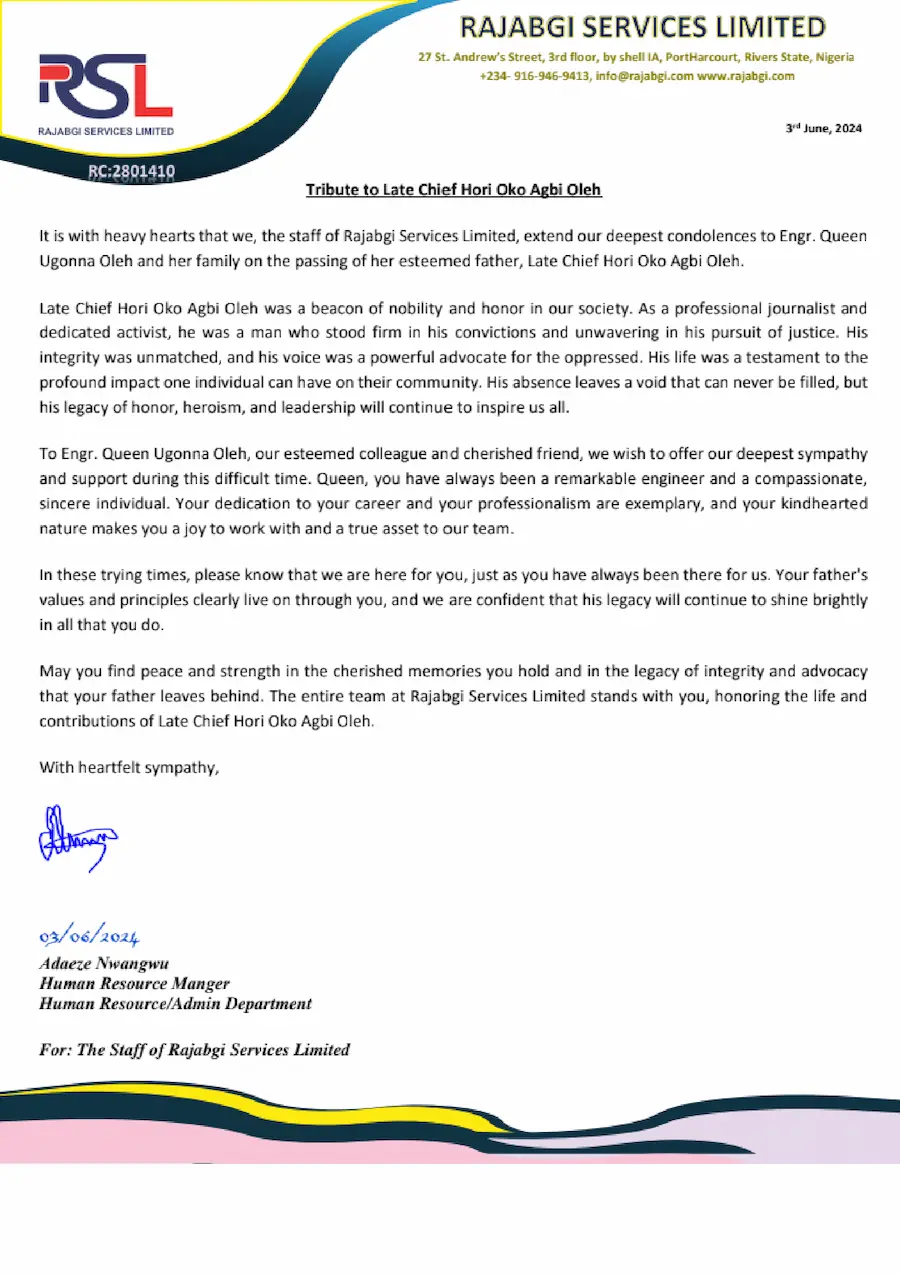 RAJABGI SERVICES LIMITED
27 St. Andrew's Street, 3rd floor, by shell IA, PortHarcourt, Rivers State, Nigeria
+234- 916-946-9413, info@rajabgi.com www.rajabgi.com
RSL
RAJABGI SERVICES LIMITED
3rd June, 2024
RC:2801410
Tribute to Late Chief Hori Oko Agbi Oleh
It is with heavy hearts that we, the staff of Rajabgi Services Limited, extend our deepest condolences to Engr. Queen
Ugonna Oleh and her family on the passing of her esteemed father, Late Chief Hori Oko Agbi Oleh.
Late Chief Hori Oko Agbi Oleh was a beacon of nobility and honor in our society. As a professional journalist and
dedicated activist, he was a man who stood firm in his convictions and unwavering in his pursuit of justice. His
integrity was unmatched, and his voice was a powerful advocate for the oppressed. His life was a testament to the
profound impact one individual can have on their community. His absence leaves a void that can never be filled, but
his legacy of honor, heroism, and leadership will continue to inspire us all.
To Engr. Queen Ugonna Oleh, our esteemed colleague and cherished friend, we wish to offer our deepest sympathy
and support during this difficult time. Queen, you have always been a remarkable engineer and a compassionate,
sincere individual. Your dedication to your career and your professionalism are exemplary, and your kindhearted
nature makes you a joy to work with and a true asset to our team.
In these trying times, please know that we are here for you, just as you have always been there for us. Your father's
values and principles clearly live on through you, and we are confident that his legacy will continue to shine brightly
in all that you do.
May you find peace and strength in the cherished memories you hold and in the legacy of integrity and advocacy
that your father leaves behind. The entire team at Rajabgi Services Limited stands with you, honoring the life and
contributions of Late Chief Hori Oko Agbi Oleh.
With heartfelt sympathy,
03/06/2024
Adaeze Nwangwu
Human Resource Manger
Human Resource/Admin Department
For: The Staff of Rajabgi Services Limited